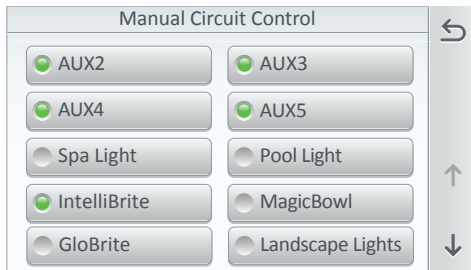 Manual Circuit Control
AUX2
AUX3
AUX4
AUX5
Spa Light
Pool Light
IntelliBrite
MagicBowl
GloBrite
Landscape Lights